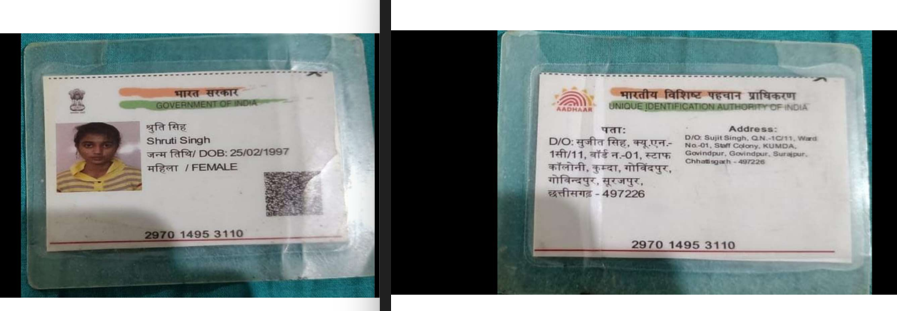 भारत सरकार
GOVERNMENT OF INDIA
श्रुति सिंह
Shruti Singh
जन्म तिथि/ DOB: 25/02/1997
महिला / FEMALE
2970 1495 3110
भारतीय विशिष्ट पहचान प्राधिकरण
UNIQUE IDENTIFICATION AUTHORITY OF INDIA
AADHAAR
पता:
D/O: सुजीत सिंह, क्यू.एन.-
1सी/11, वॉर्ड न.-01, स्टाफ
कॉलोनी, कुम्दा, गोविंदपुर,
गोविन्दपुर, सूरजपुर,
छत्तीसगढ़ - 497226
Address:
D/O: Sujit Singh, Q.N.-1C/11, Ward
No.-01, Staff Colony, KUMDA,
Govindpur, Govindpur, Surajpur,
Chhattisgarh - 497226
2970 1495 3110